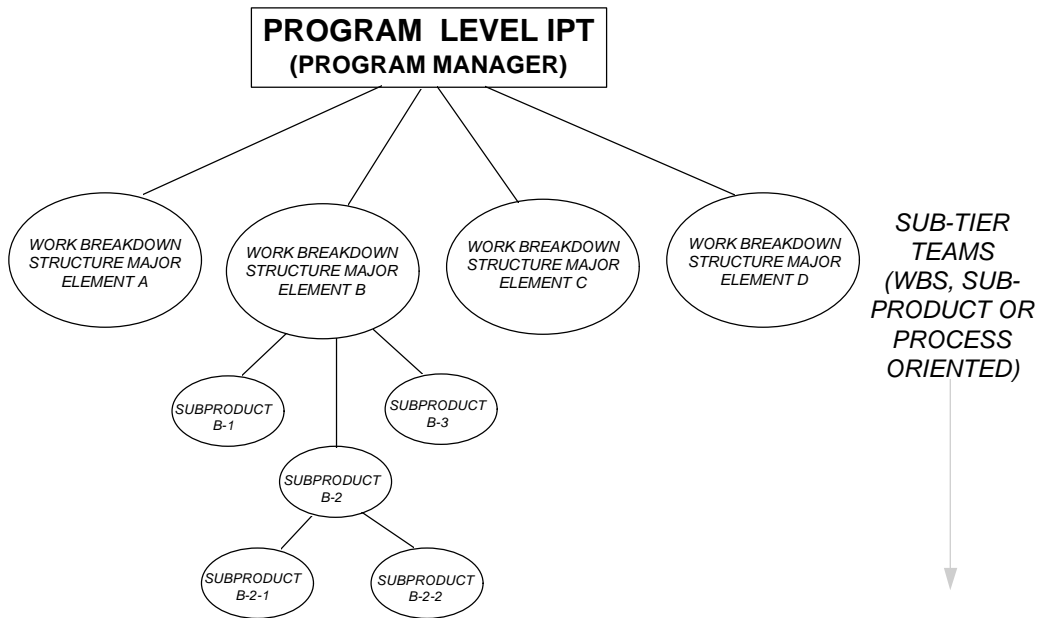 PROGRAM LEVEL IPT
(PROGRAM MANAGER)
WORK BREAKDOWN
STRUCTURE MAJOR
ELEMENT A
WORK BREAKDOWN
STRUCTURE MAJOR
ELEMENT B
WORK BREAKDOWN
STRUCTURE MAJOR
ELEMENT C
WORK BREAKDOWN
STRUCTURE MAJOR
ELEMENT D
SUB-TIER
TEAMS
(WBS, SUB-
PRODUCT OR
PROCESS
ORIENTED)
SUBPRODUCT
B-1
SUBPRODUCT
B-3
SUBPRODUCT
B-2
SUBPRODUCT
B-2-1
SUBPRODUCT
B-2-2